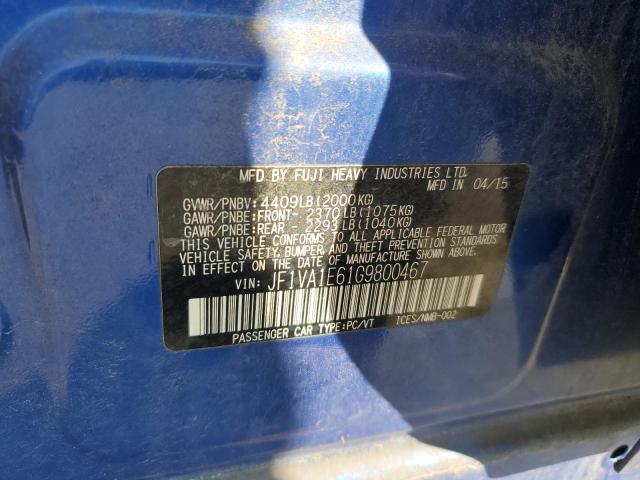 MFD BY FUJI HEAVY INDUSTRIES LTD.
MFD IN 04/15
GVWR/PNBV: 4409LB(2000KG)
GAWR/PNBE:FRONT- 2370LB(1075KG)
GAWR/PNBE:REAR - 2293LB(1040KG)
THIS VEHICLE CONFORMS TO ALL APPLICABLE FEDERAL MOTOR
VEHICLE SAFETY, BUMPER, AND THEFT PREVENTION STANDARDS
IN EFFECT ON THE DATE OF MANUFACTURE SHOWN ABOVE.
VIN: JF1VA1E61G9800467
PASSENGER CAR TYPE:PC/VT ICES/NMB-002